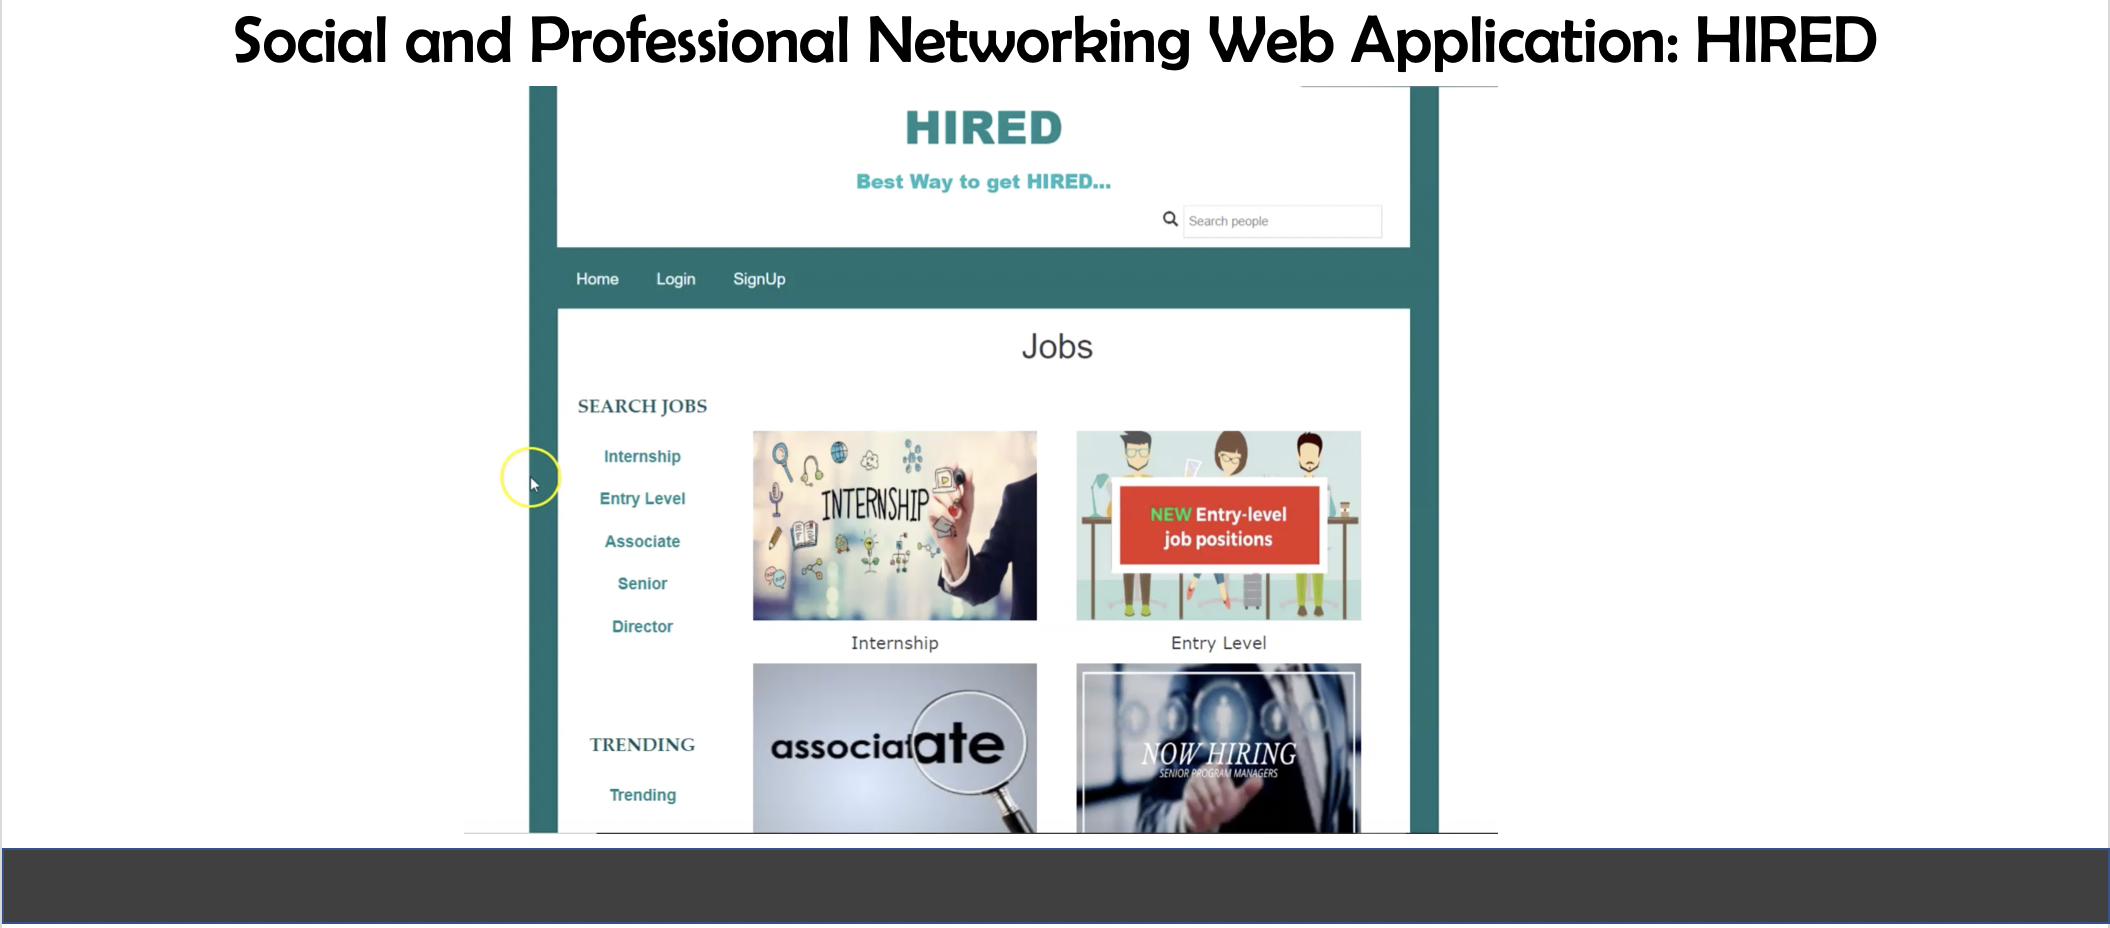 Social and Professional Networking Web Application: HIRED
HIRED
Best Way to get HIRED...
Search people
Home Login SignUp
Jobs
SEARCH JOBS
Internship
Entry Level
Associate
Senior
Director
TRENDING
Trending
INTERNSHIP
Internship
NEW Entry-level
job positions
Entry Level
associate
NOW HIRING
SENIOR PROGRAM MANAGERS